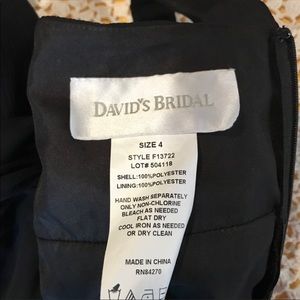 DAVID'S BRIDAL
SIZE 4
STYLE F13722
LOT# 504118
SHELL:100%POLYESTER
LINING:100%POLYESTER
HAND WASH SEPARATELY
ONLY NON-CHLORINE
BLEACH AS NEEDED
FLAT DRY
COOL IRON AS NEEDED
OR DRY CLEAN
MADE IN CHINA
RN84270